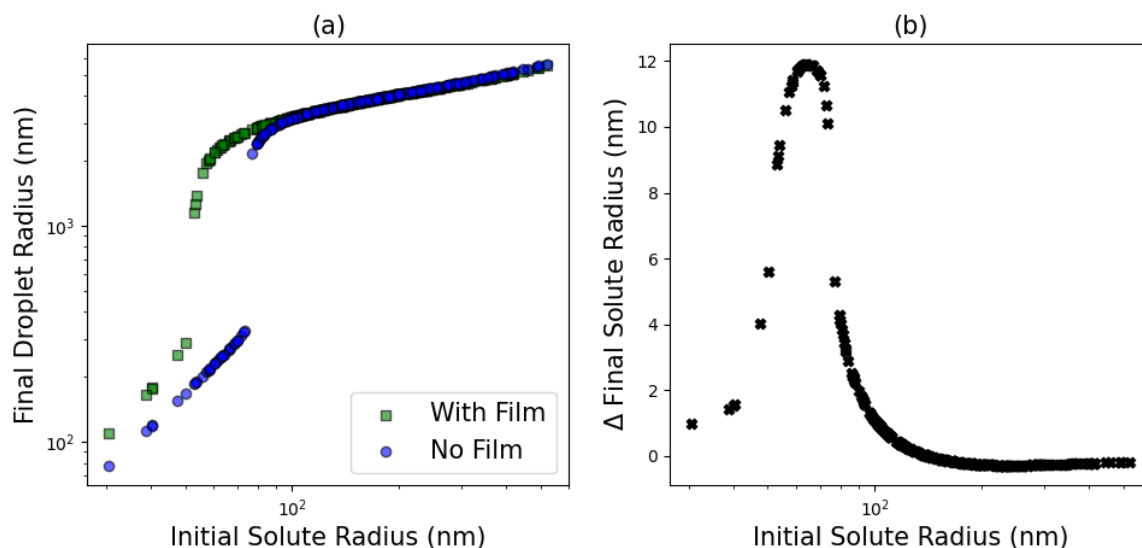 (a)
Final Droplet Radius (nm)
10³
10²
With Film
No Film
10²
Initial Solute Radius (nm)
(b)
Δ Final Solute Radius (nm)
12
10
8
6
4
2
0
10²
Initial Solute Radius (nm)